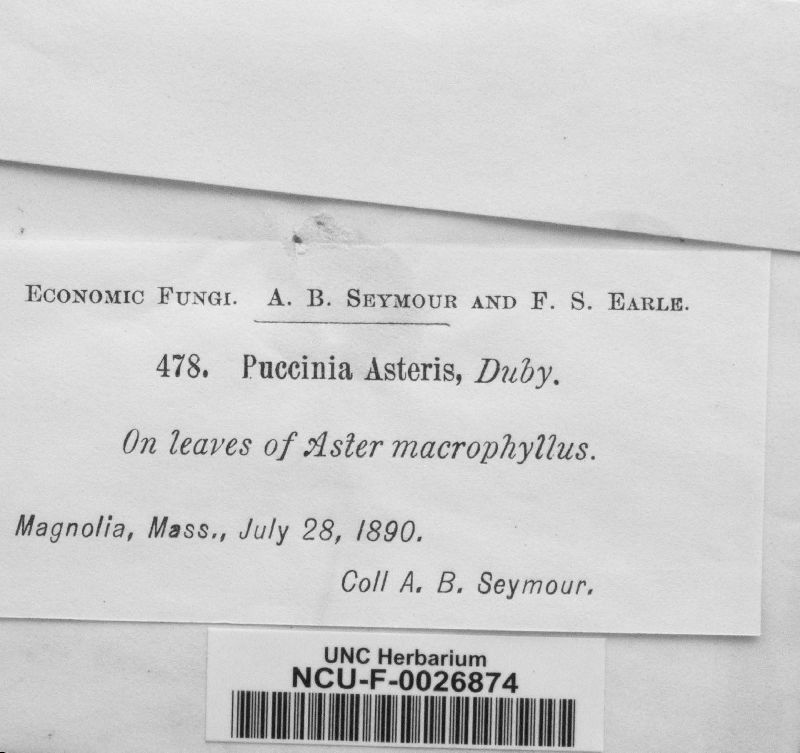 Economic Fungi. A. B. Seymour and F. S. Earle.
478. Puccinia Asteris, Duby.
On leaves of Aster macrophyllus.
Magnolia, Mass., July 28, 1890.
Coll A. B. Seymour.
UNC Herbarium
NCU-F-0026874